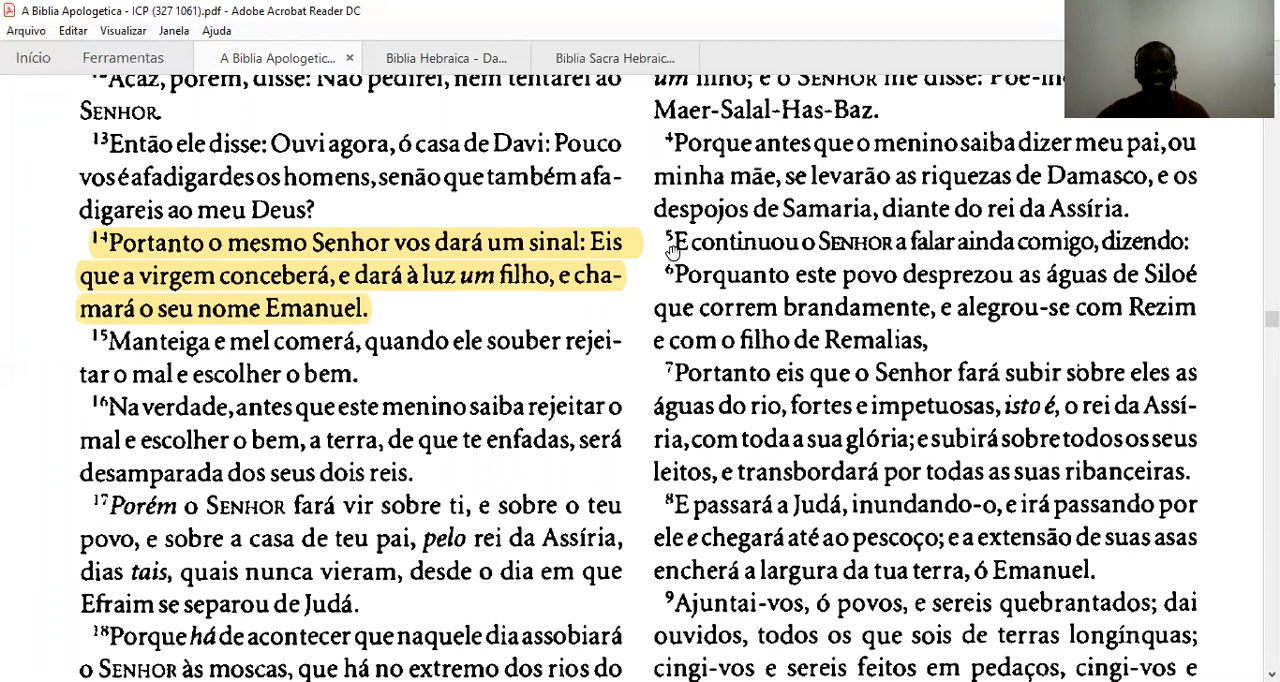 A Biblia Apologetica - ICP (327 1061).pdf - Adobe Acrobat Reader DC
Arquivo Editar Visualizar Janela Ajuda
Início Ferramentas A Biblia Apologetic... × Biblia Hebraica - Da... Biblia Sacra Hebraic...
¹²Acaz, porém, disse: Não pedirei, nem tentarei ao
SENHOR.
¹³Então ele disse: Ouvi agora, ó casa de Davi: Pouco
vos é afadigardes os homens, senão que também afa-
digareis ao meu Deus?
¹⁴Portanto o mesmo Senhor vos dará um sinal: Eis
que a virgem conceberá, e dará à luz um filho, e cha-
mará o seu nome Emanuel.
¹⁵Manteiga e mel comerá, quando ele souber rejei-
tar o mal e escolher o bem.
¹⁶Na verdade, antes que este menino saiba rejeitar o
mal e escolher o bem, a terra, de que te enfadas, será
desamparada dos seus dois reis.
¹⁷Porém o SENHOR fará vir sobre ti, e sobre o teu
povo, e sobre a casa de teu pai, pelo rei da Assíria,
dias tais, quais nunca vieram, desde o dia em que
Efraim se separou de Judá.
¹⁸Porque há de acontecer que naquele dia assobiará
o SENHOR às moscas, que há no extremo dos rios do
um filho; e o SENHOR me disse: Põe-lhe
Maer-Salal-Has-Baz.
⁴Porque antes que o menino saiba dizer meu pai, ou
minha mãe, se levarão as riquezas de Damasco, e os
despojos de Samaria, diante do rei da Assíria.
⁵E continuou o SENHOR a falar ainda comigo, dizendo:
⁶Porquanto este povo desprezou as águas de Siloé
que correm brandamente, e alegrou-se com Rezim
e com o filho de Remalias,
⁷Portanto eis que o Senhor fará subir sobre eles as
águas do rio, fortes e impetuosas, isto é, o rei da Assí-
ria, com toda a sua glória; e subirá sobre todos os seus
leitos, e transbordará por todas as suas ribanceiras.
⁸E passará a Judá, inundando-o, e irá passando por
ele e chegará até ao pescoço; e a extensão de suas asas
encherá a largura da tua terra, ó Emanuel.
⁹Ajuntai-vos, ó povos, e sereis quebrantados; dai
ouvidos, todos os que sois de terras longínquas;
cingi-vos e sereis feitos em pedaços, cingi-vos e